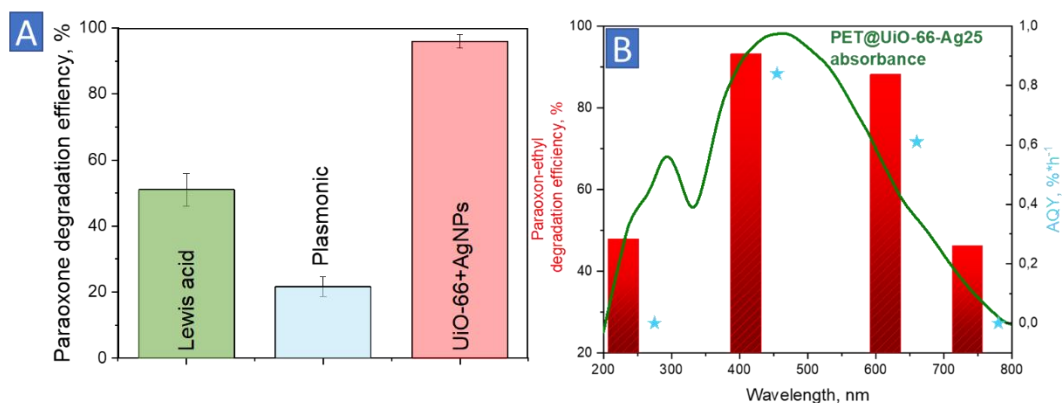 A
Paraoxone degradation effiency, %
100
80
60
40
20
0
Lewis acid
Plasmonic
UiO-66+AgNPs
B
Paraoxon-ethyl
degradation efficiency, %
100
80
60
40
20
PET@UiO-66-Ag25
absorbance
1,0
0,8
0,6
0,4
0,2
0,0
AQY, %*h-1
200 300 400 500 600 700 800
Wavelength, nm